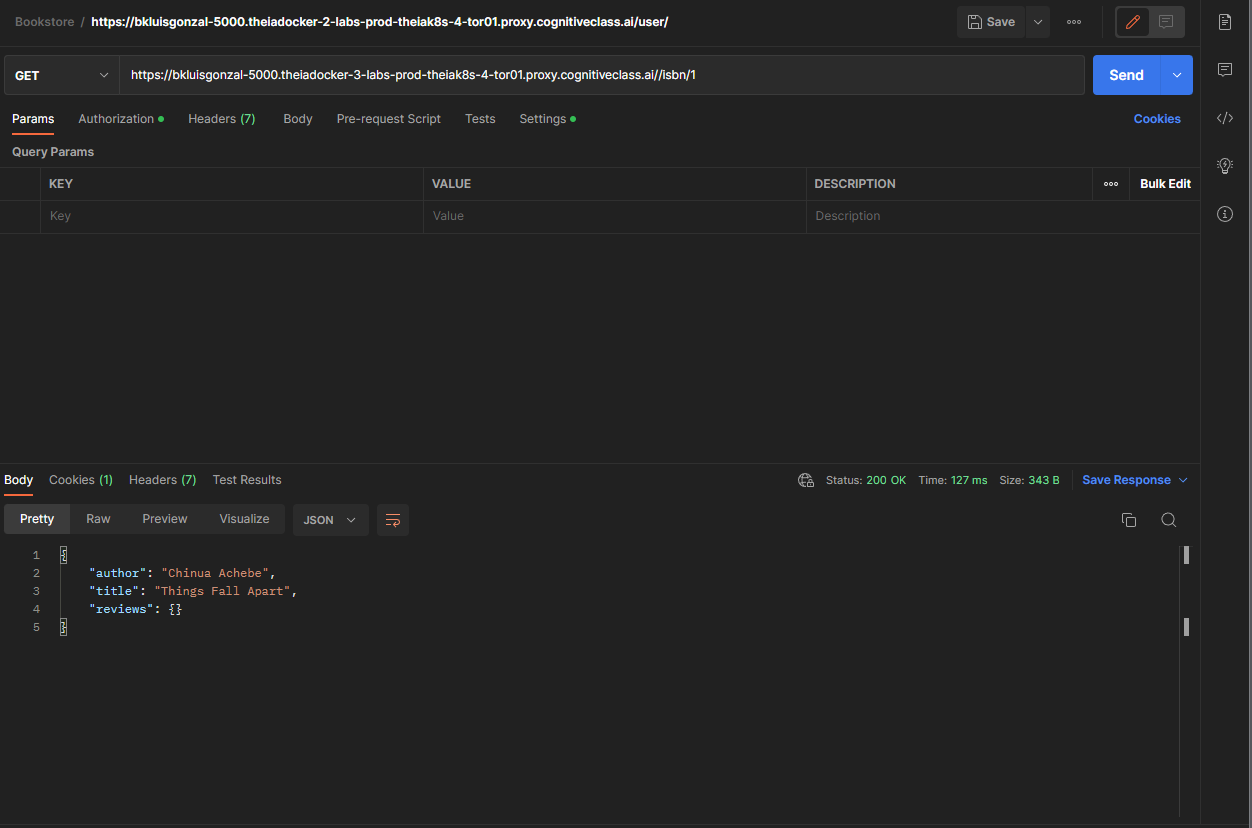 Bookstore / https://bkluisgonzal-5000.theiadocker-2-labs-prod-theiak8s-4-tor01.proxy.cognitiveclass.ai/user/ Save
GET https://bkluisgonzal-5000.theiadocker-3-labs-prod-theiak8s-4-tor01.proxy.cognitiveclass.ai//isbn/1 Send
Params Authorization Headers (7) Body Pre-request Script Tests Settings Cookies
Query Params
KEY VALUE DESCRIPTION Bulk Edit
Key Value Description
Body Cookies (1) Headers (7) Test Results Status: 200 OK Time: 127 ms Size: 343 B Save Response
Pretty Raw Preview Visualize JSON
1 {
2 "author": "Chinua Achebe",
3 "title": "Things Fall Apart",
4 "reviews": {}
5 }